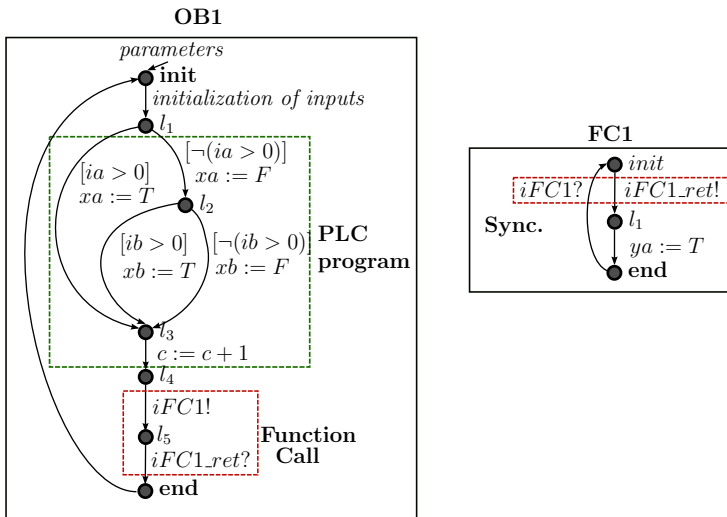 OB1
parameters
init
initialization of inputs
l1
[¬(ia > 0)]
xa := F
[ia > 0]
xa := T
l2
[ib > 0]
xb := T
[¬(ib > 0)]
xb := F
PLC
program
l3
c := c + 1
l4
iFC1!
l5
iFC1_ret?
Function
Call
end
FC1
init
iFC1? iFC1_ret!
Sync.
l1
ya := T
end